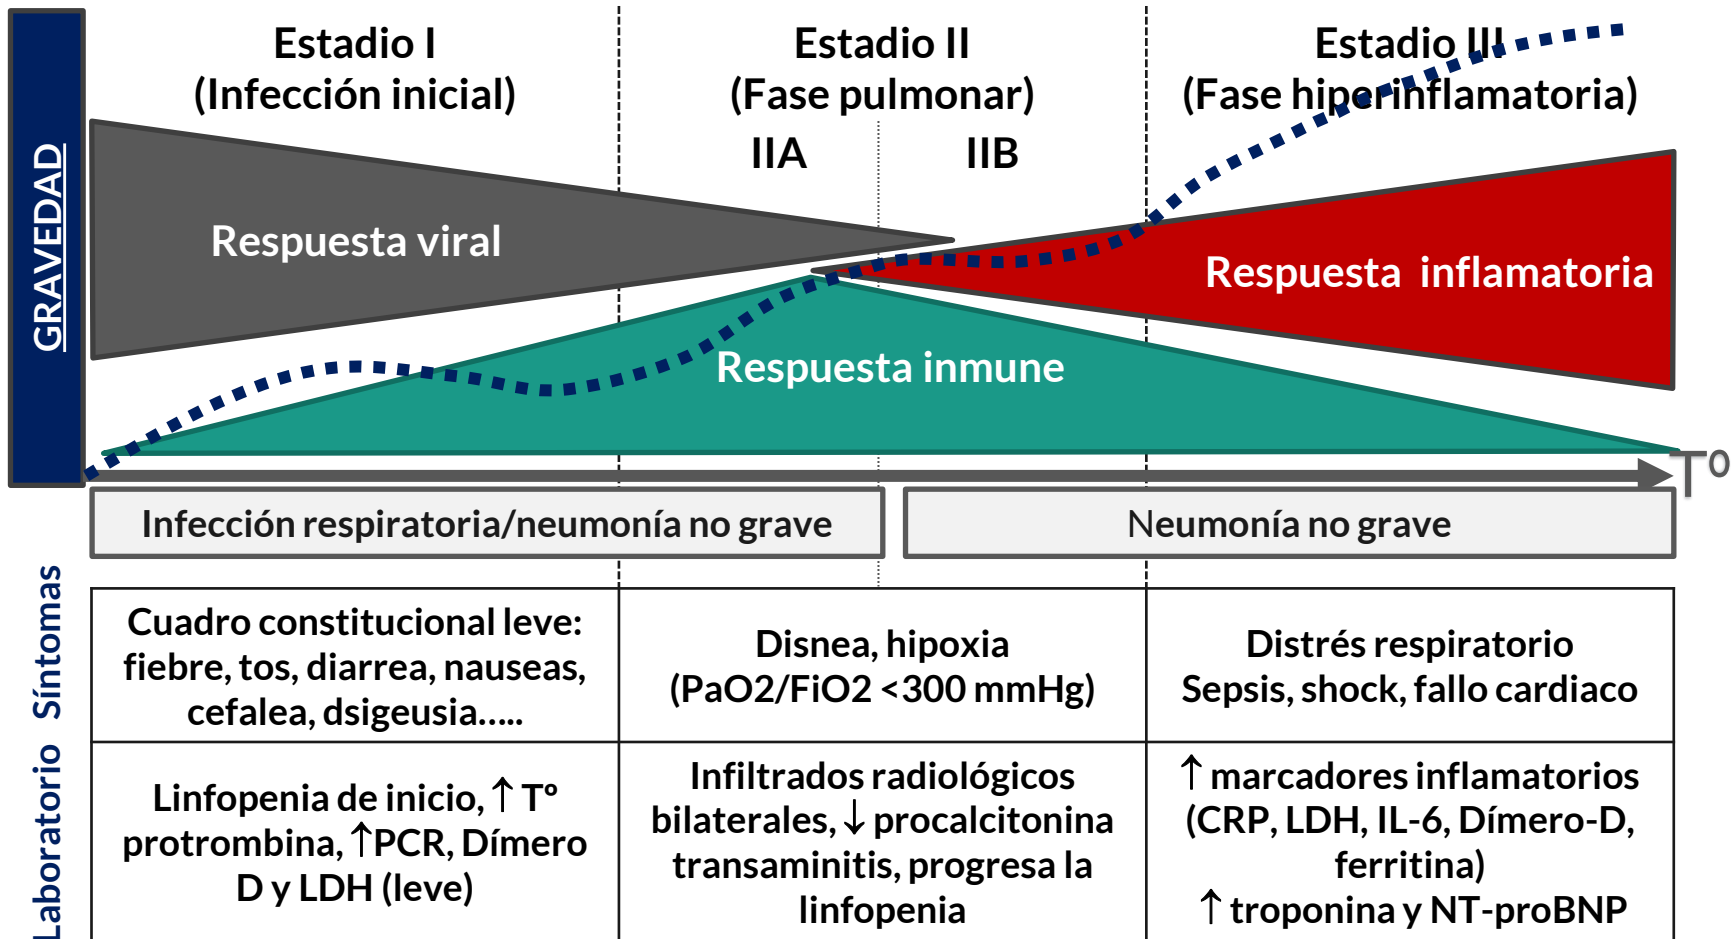 GRAVEDAD
Estadio I
(Infección inicial)
Estadio II
(Fase pulmonar)
IIA
IIB
Estadio III
(Fase hiperinflamatoria)
Respuesta viral
Respuesta inflamatoria
Respuesta inmune
Tº
Infección respiratoria/neumonía no grave
Neumonía no grave
Síntomas
Cuadro constitucional leve:
fiebre, tos, diarrea, nauseas,
cefalea, dsigeusia.....
Disnea, hipoxia
(PaO2/FiO2 <300 mmHg)
Distrés respiratorio
Sepsis, shock, fallo cardiaco
Laboratorio
Linfopenia de inicio, ↑ Tº
protrombina, ↑PCR, Dímero
D y LDH (leve)
Infiltrados radiológicos
bilaterales, ↓ procalcitonina
transaminitis, progresa la
linfopenia
↑ marcadores inflamatorios
(CRP, LDH, IL-6, Dímero-D,
ferritina)
↑ troponina y NT-proBNP